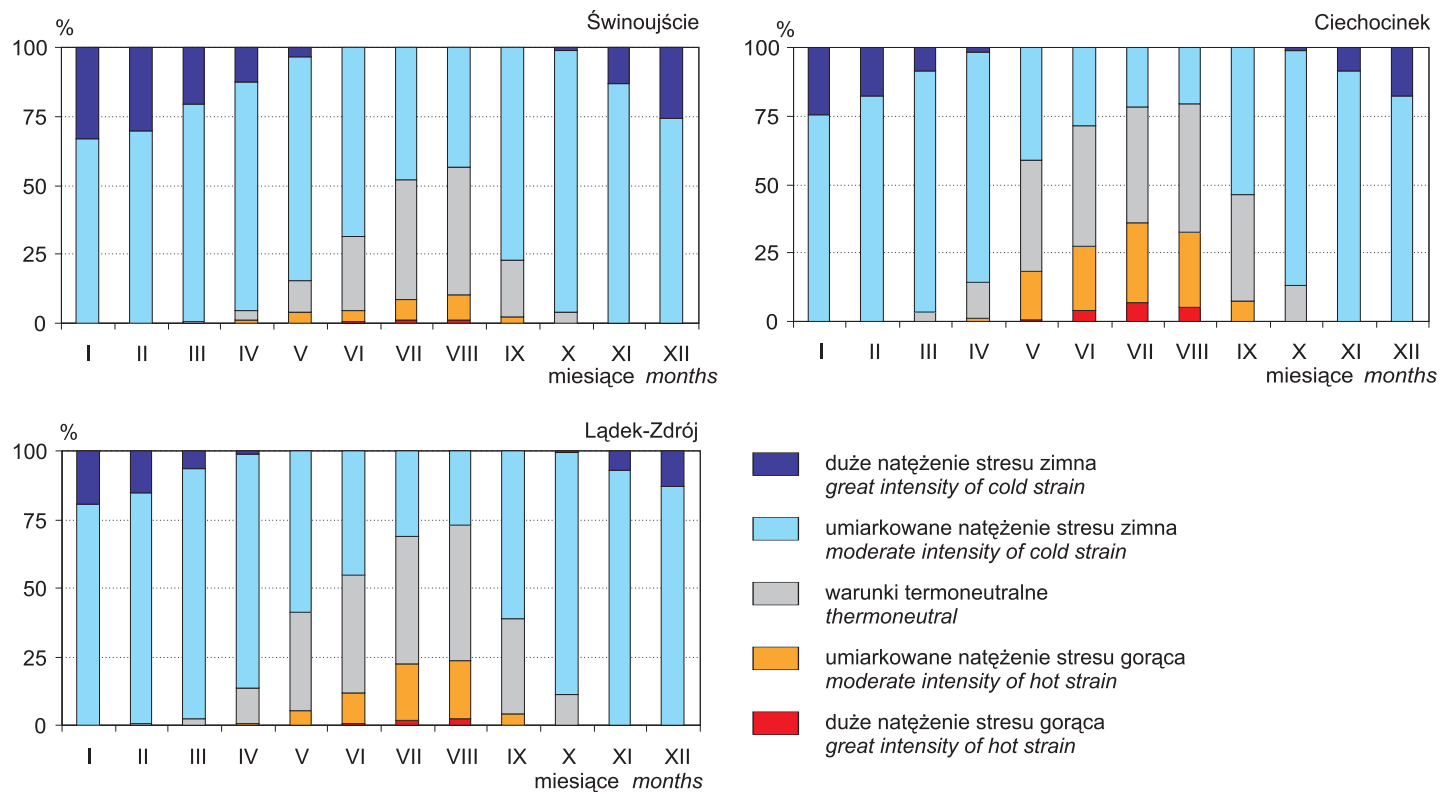 %
Świnoujście
100
75
50
25
0
I II III IV V VI VII VIII IX X XI XII
miesiące months
%
Ciechocinek
100
75
50
25
0
I II III IV V VI VII VIII IX X XI XII
miesiące months
%
Lądek-Zdrój
100
75
50
25
0
I II III IV V VI VII VIII IX X XI XII
miesiące months
duże natężenie stresu zimna
great intensity of cold strain
umiarkowane natężenie stresu zimna
moderate intensity of cold strain
warunki termoneutralne
thermoneutral
umiarkowane natężenie stresu gorąca
moderate intensity of hot strain
duże natężenie stresu gorąca
great intensity of hot strain